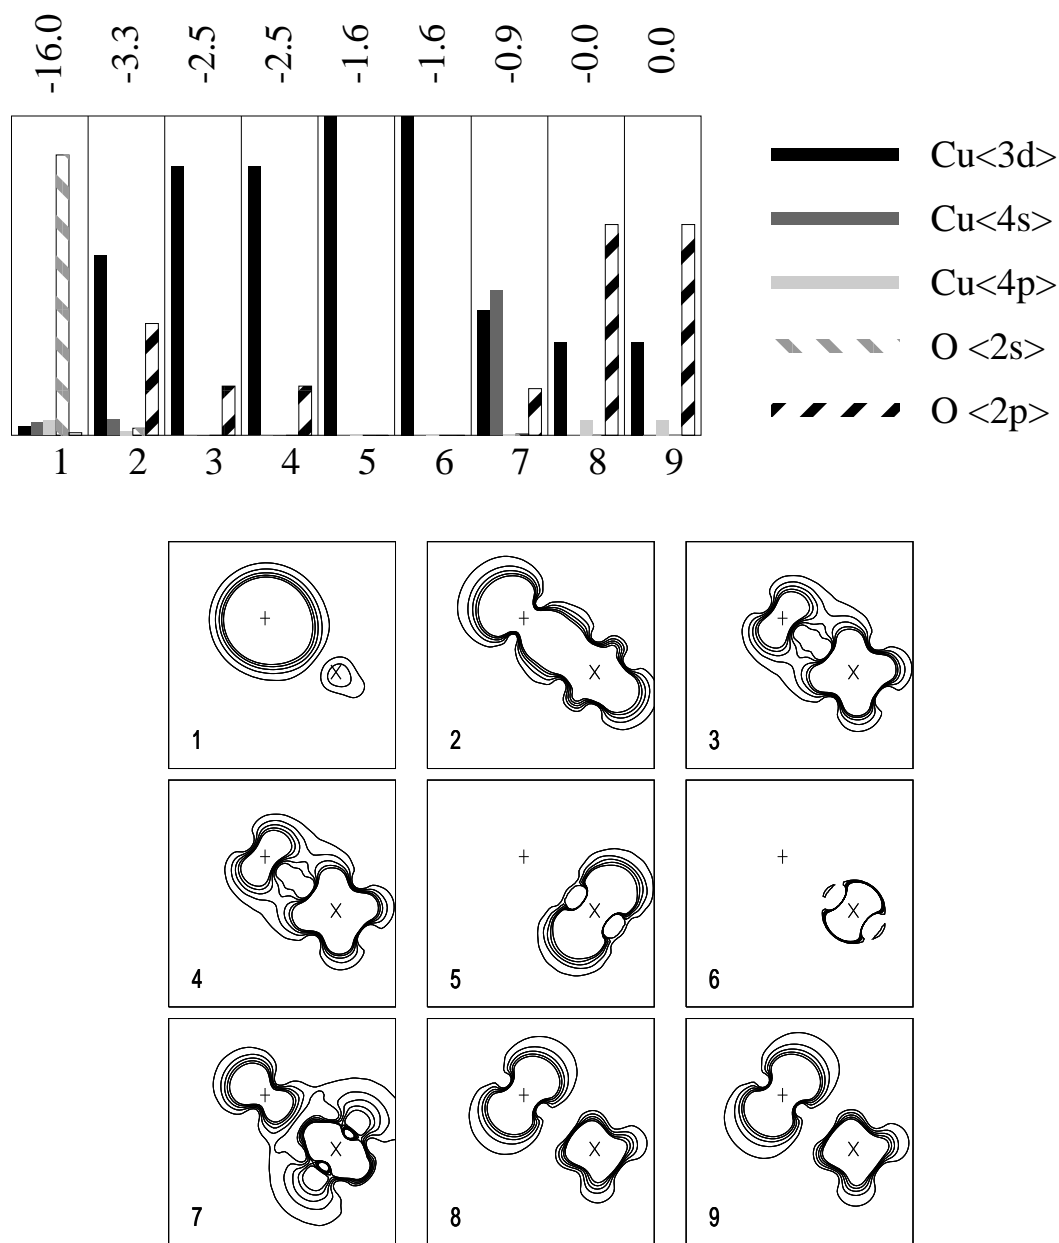 -16.0 -3.3 -2.5 -2.5 -1.6 -1.6 -0.9 -0.0 0.0
Cu<3d>
Cu<4s>
Cu<4p>
O <2s>
O <2p>
1 2 3 4 5 6 7 8 9
+ X 1
+ X 2
+ X 3
+ X 4
+ X 5
+ X 6
+ X 7
+ X 8
+ X 9